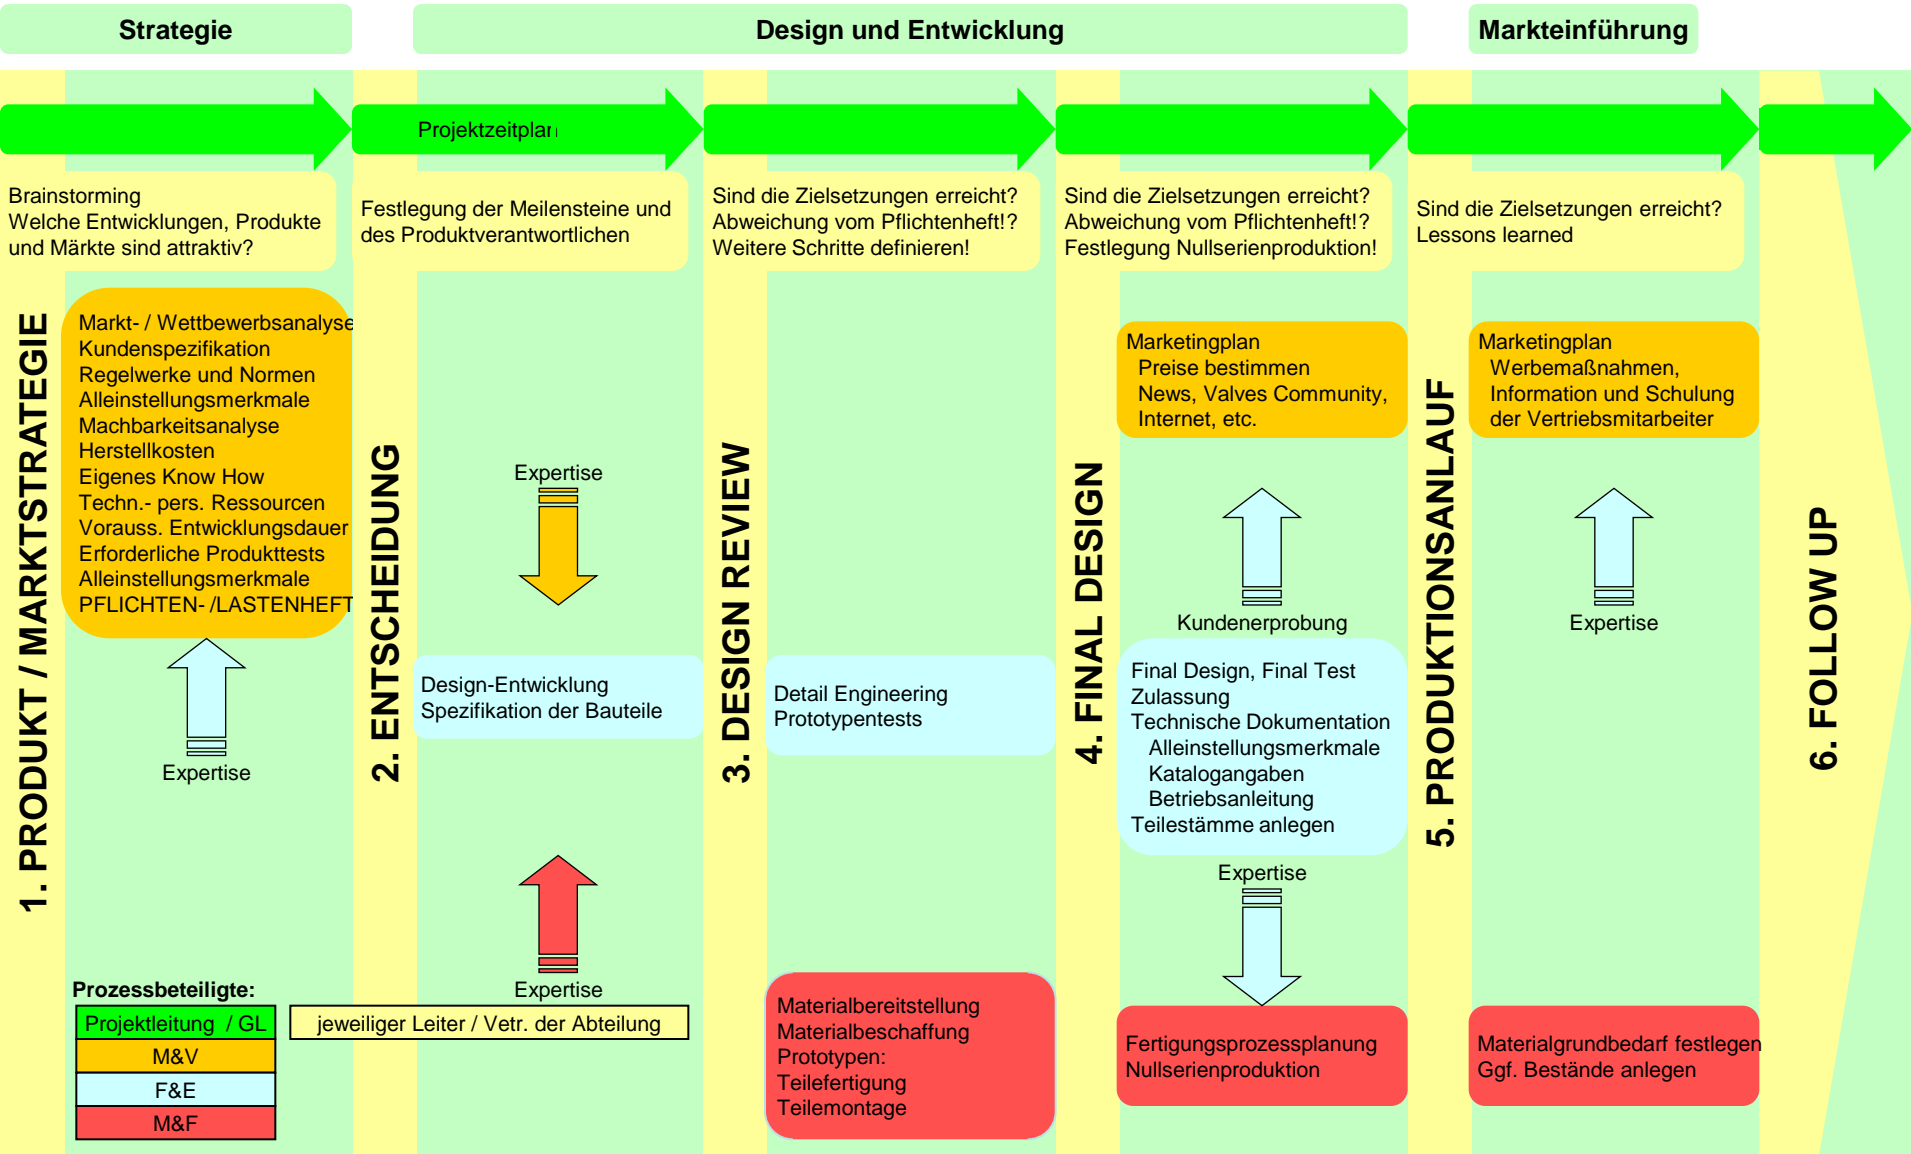 Strategie
Design und Entwicklung
Markteinführung
Projektzeitplan
Brainstorming
Welche Entwicklungen, Produkte
und Märkte sind attraktiv?
Festlegung der Meilensteine und
des Produktverantwortlichen
Sind die Zielsetzungen erreicht?
Abweichung vom Pflichtenheft!?
Weitere Schritte definieren!
Sind die Zielsetzungen erreicht?
Abweichung vom Pflichtenheft!?
Festlegung Nullserienproduktion!
Sind die Zielsetzungen erreicht?
Lessons learned
1. PRODUKT / MARKTSTRATEGIE
Markt- / Wettbewerbsanalyse
Kundenspezifikation
Regelwerke und Normen
Alleinstellungsmerkmale
Machbarkeitsanalyse
Herstellkosten
Eigenes Know How
Techn.- pers. Ressourcen
Vorauss. Entwicklungsdauer
Erforderliche Produkttests
Alleinstellungsmerkmale
PFLICHTEN- /LASTENHEFT
Expertise
2. ENTSCHEIDUNG
Expertise
Design-Entwicklung
Spezifikation der Bauteile
Expertise
3. DESIGN REVIEW
Detail Engineering
Prototypentests
Materialbereitstellung
Materialbeschaffung
Prototypen:
Teilefertigung
Teilemontage
4. FINAL DESIGN
Marketingplan
Preise bestimmen
News, Valves Community,
Internet, etc.
Kundenerprobung
Final Design, Final Test
Zulassung
Technische Dokumentation
Alleinstellungsmerkmale
Katalogangaben
Betriebsanleitung
Teilestämme anlegen
Expertise
Fertigungsprozessplanung
Nullserienproduktion
5. PRODUKTIONSANLAUF
Marketingplan
Werbemaßnahmen,
Information und Schulung
der Vertriebsmitarbeiter
Expertise
Materialgrundbedarf festlegen
Ggf. Bestände anlegen
6. FOLLOW UP
Prozessbeteiligte:
Projektleitung / GL
jeweiliger Leiter / Vetr. der Abteilung
M&V
F&E
M&F